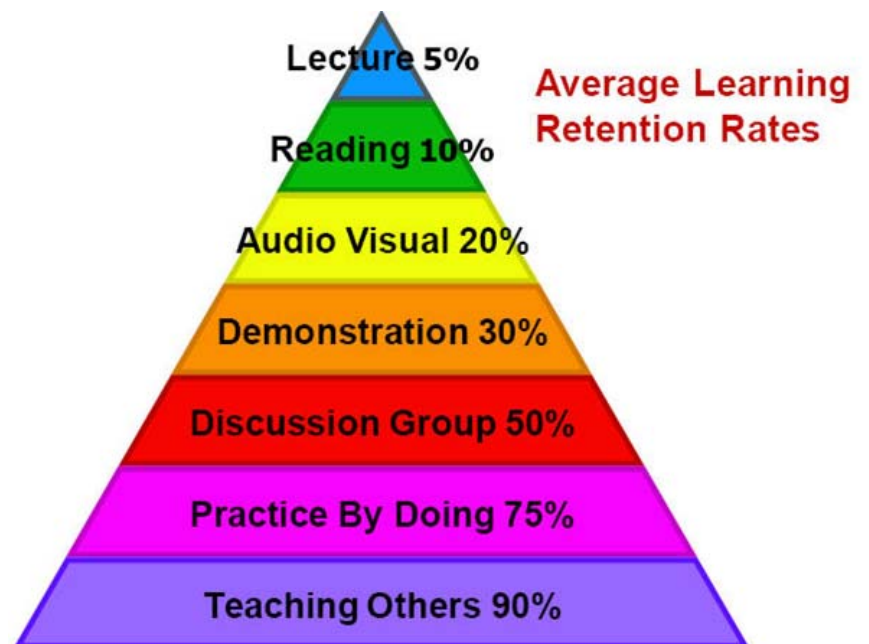 Lecture 5%
Average Learning
Retention Rates
Reading 10%
Audio Visual 20%
Demonstration 30%
Discussion Group 50%
Practice By Doing 75%
Teaching Others 90%